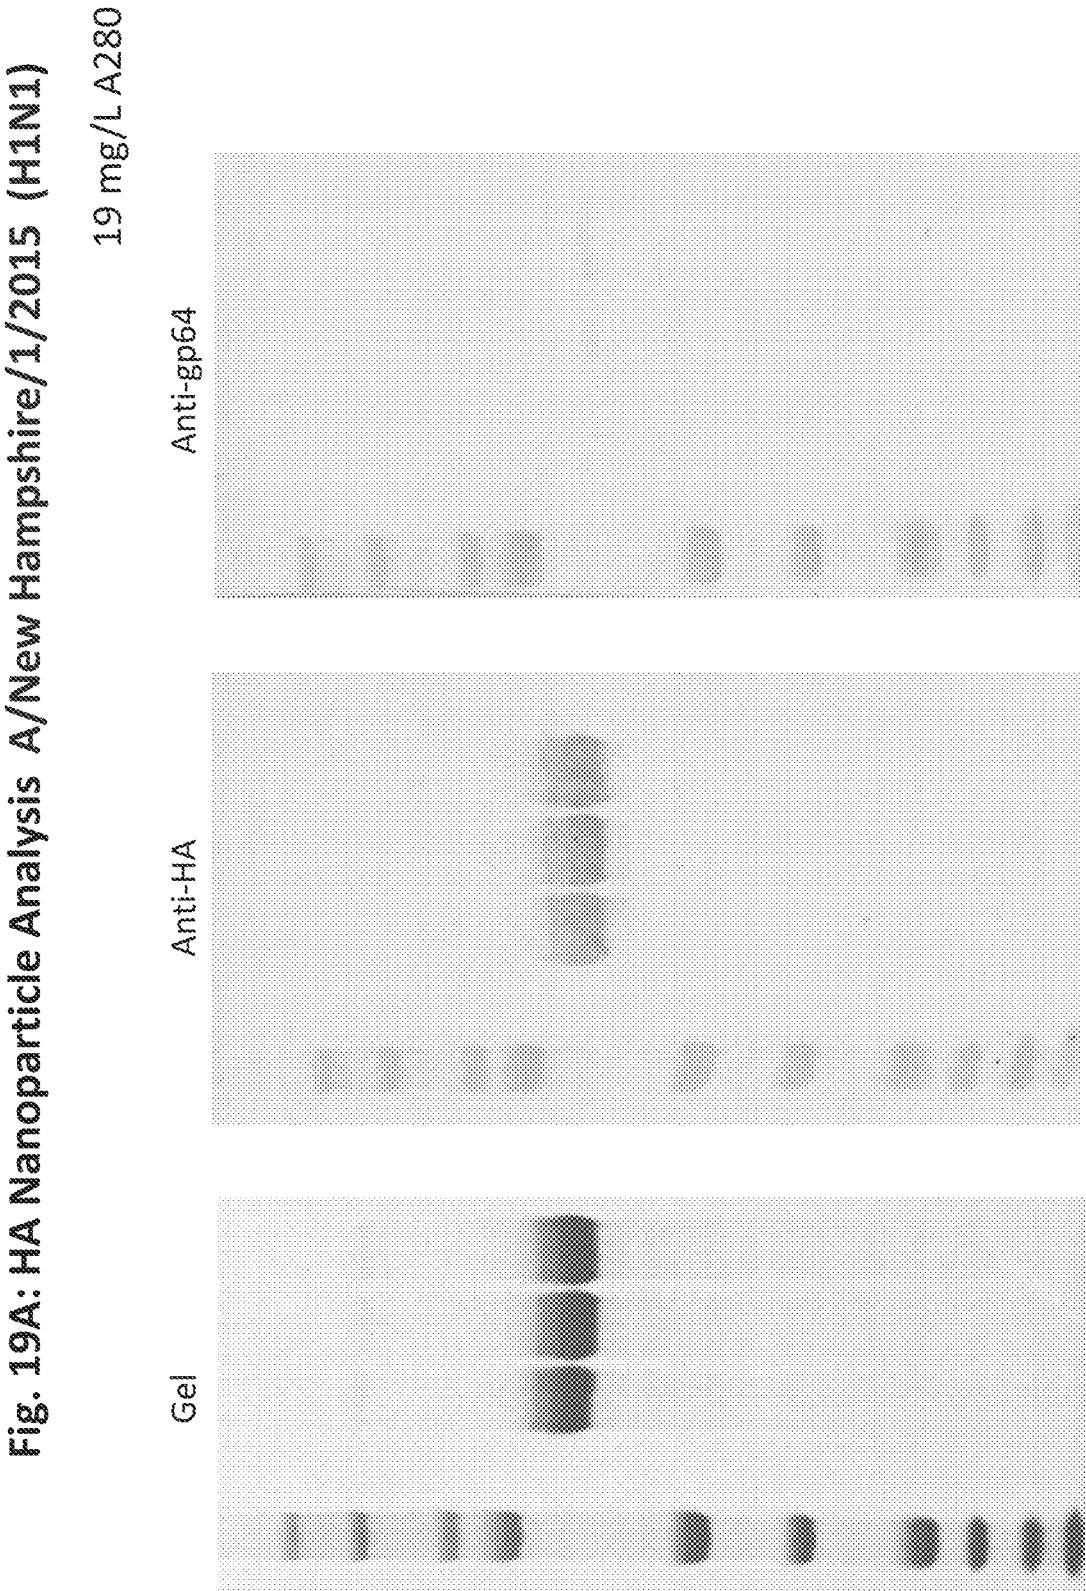 Fig. 19A: HA Nanoparticle Analysis A/New Hampshire/1/2015 (H1N1)
19 mg/L A280
Gel
Anti-HA
Anti-gp64